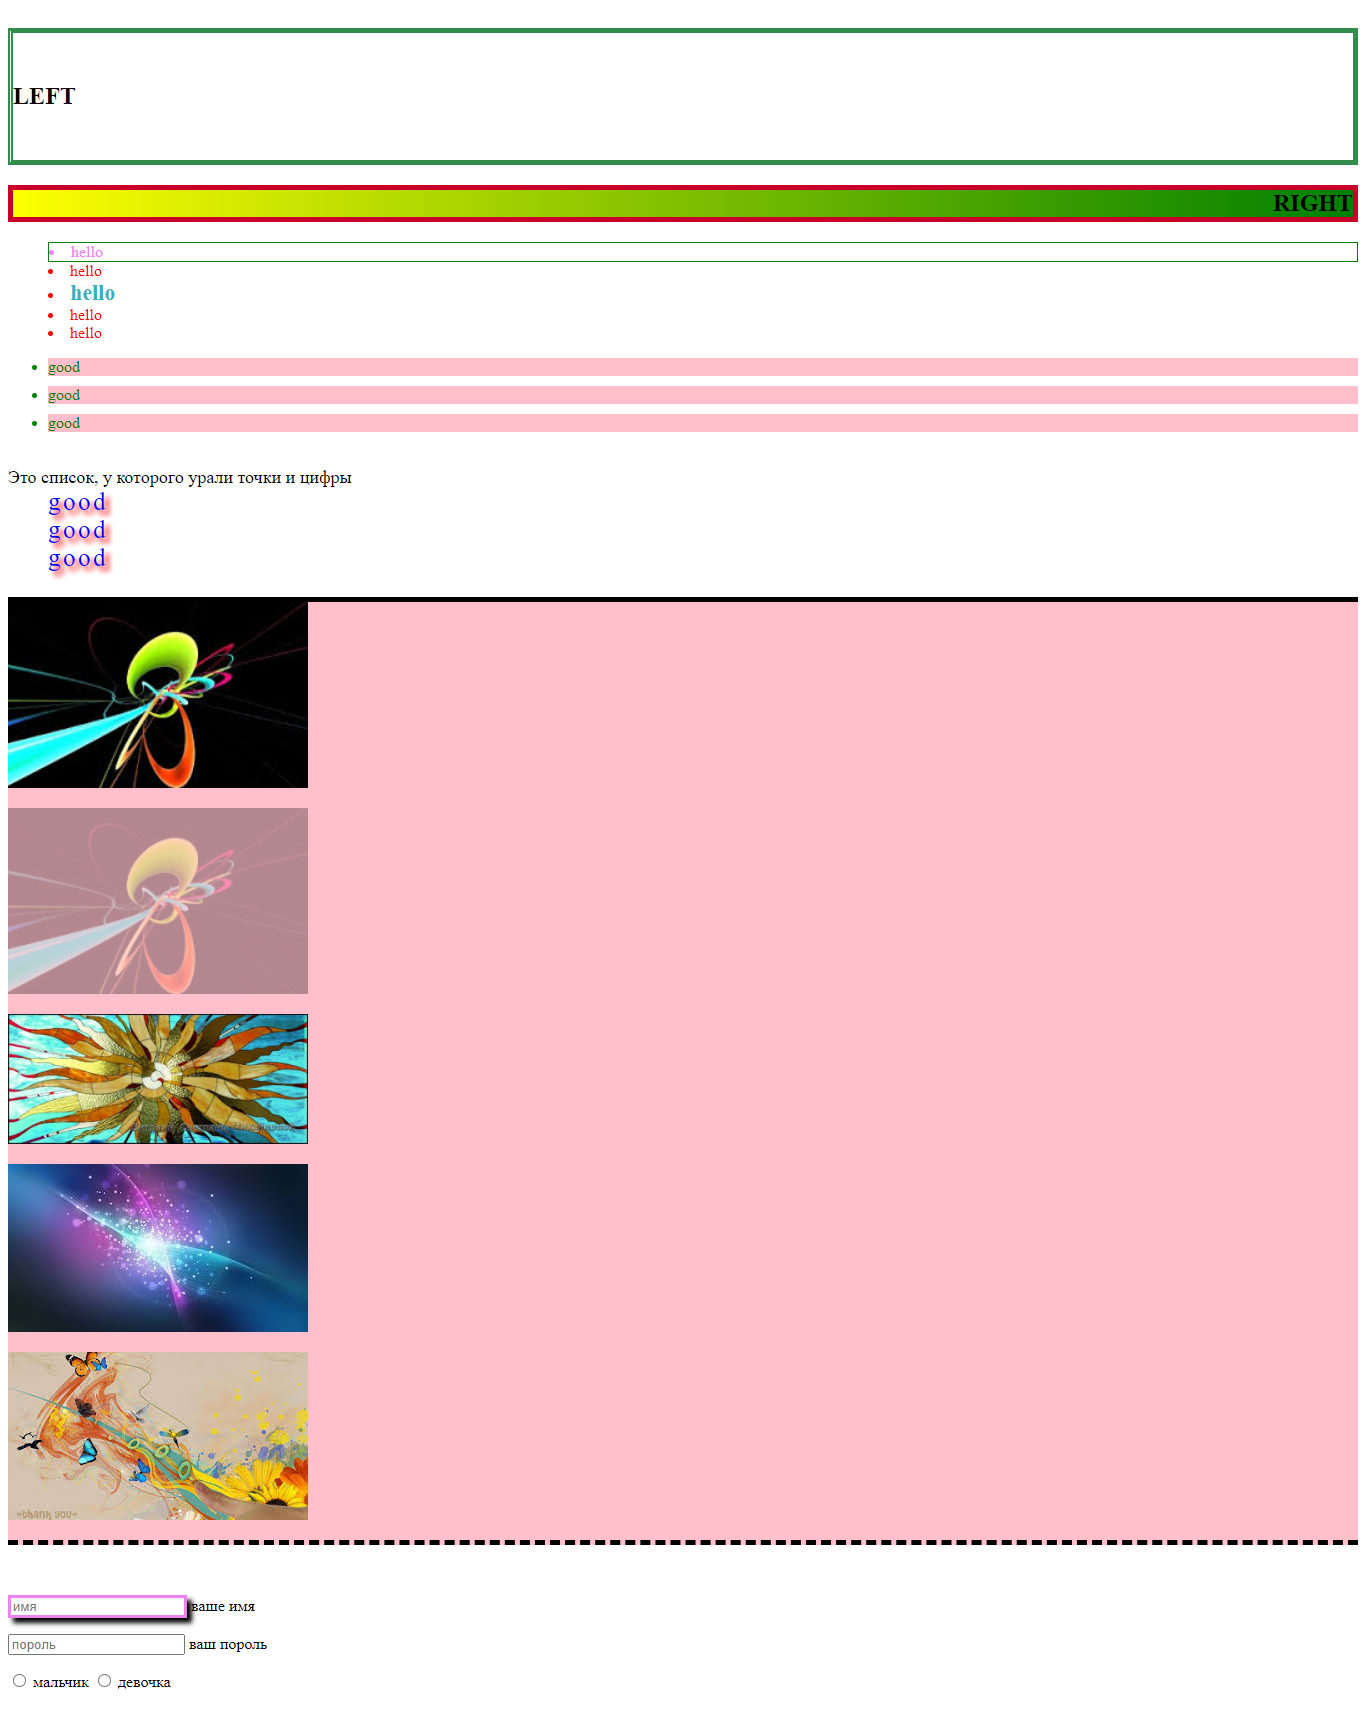 LEFT
RIGHT
hello
hello
hello
hello
hello
good
good
good
Это список, у которого урали точки и цифры
good
good
good
♥thank you♥
имя ваше имя
пороль ваш пороль
мальчик девочка